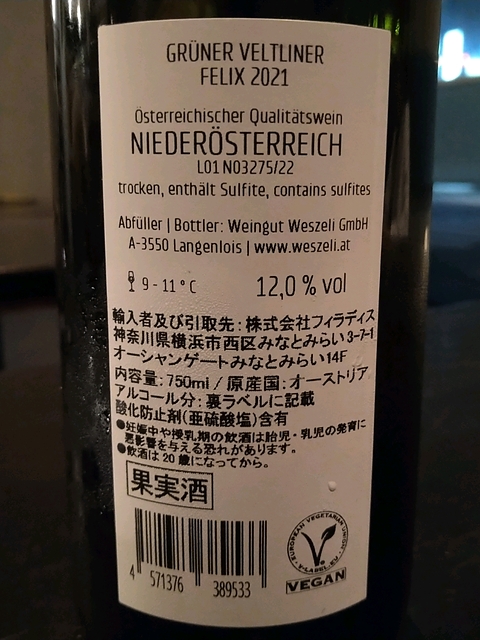 GRÜNER VELTLINER
FELIX 2021
Österreichischer Qualitätswein
NIEDERÖSTERREICH
L01 N03275/22
trocken, enthält Sulfite, contains sulfites
Abfüller | Bottler: Weingut Weszeli GmbH
A-3550 Langenlois | www.weszeli.at
9 - 11 °C 12,0 % vol
輸入者及び引取先：株式会社フィラディス
神奈川県横浜市西区みなとみらい3-7-1
オーシャンゲートみなとみらい14F
内容量：750ml / 原産国：オーストリア
アルコール分：裏ラベルに記載
酸化防止剤(亜硫酸塩)含有
●妊娠中や授乳期の飲酒は胎児・乳児の発育に
悪影響を与える恐れがあります。
●飲酒は20歳になってから。
果実酒
4 571376 389533
EUROPEAN VEGETARIAN UNION
V-LABEL.EU
VEGAN